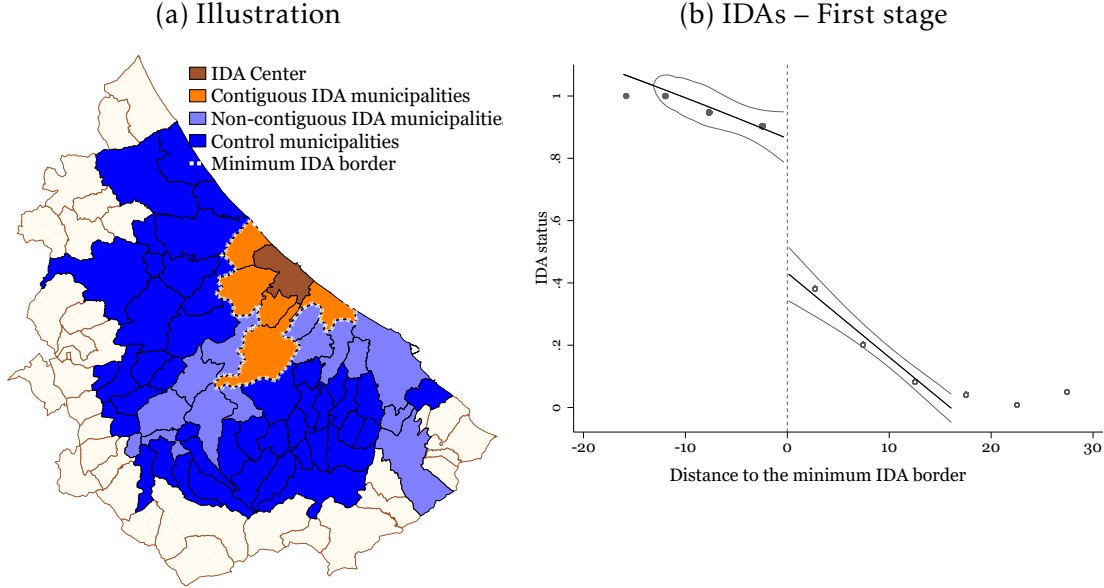 (a) Illustration
IDA Center
Contiguous IDA municipalities
Non-contiguous IDA municipalitie
Control municipalities
Minimum IDA border
(b) IDAs – First stage
IDA status
1
.8
.6
.4
.2
0
-20 -10 0 10 20 30
Distance to the minimum IDA border